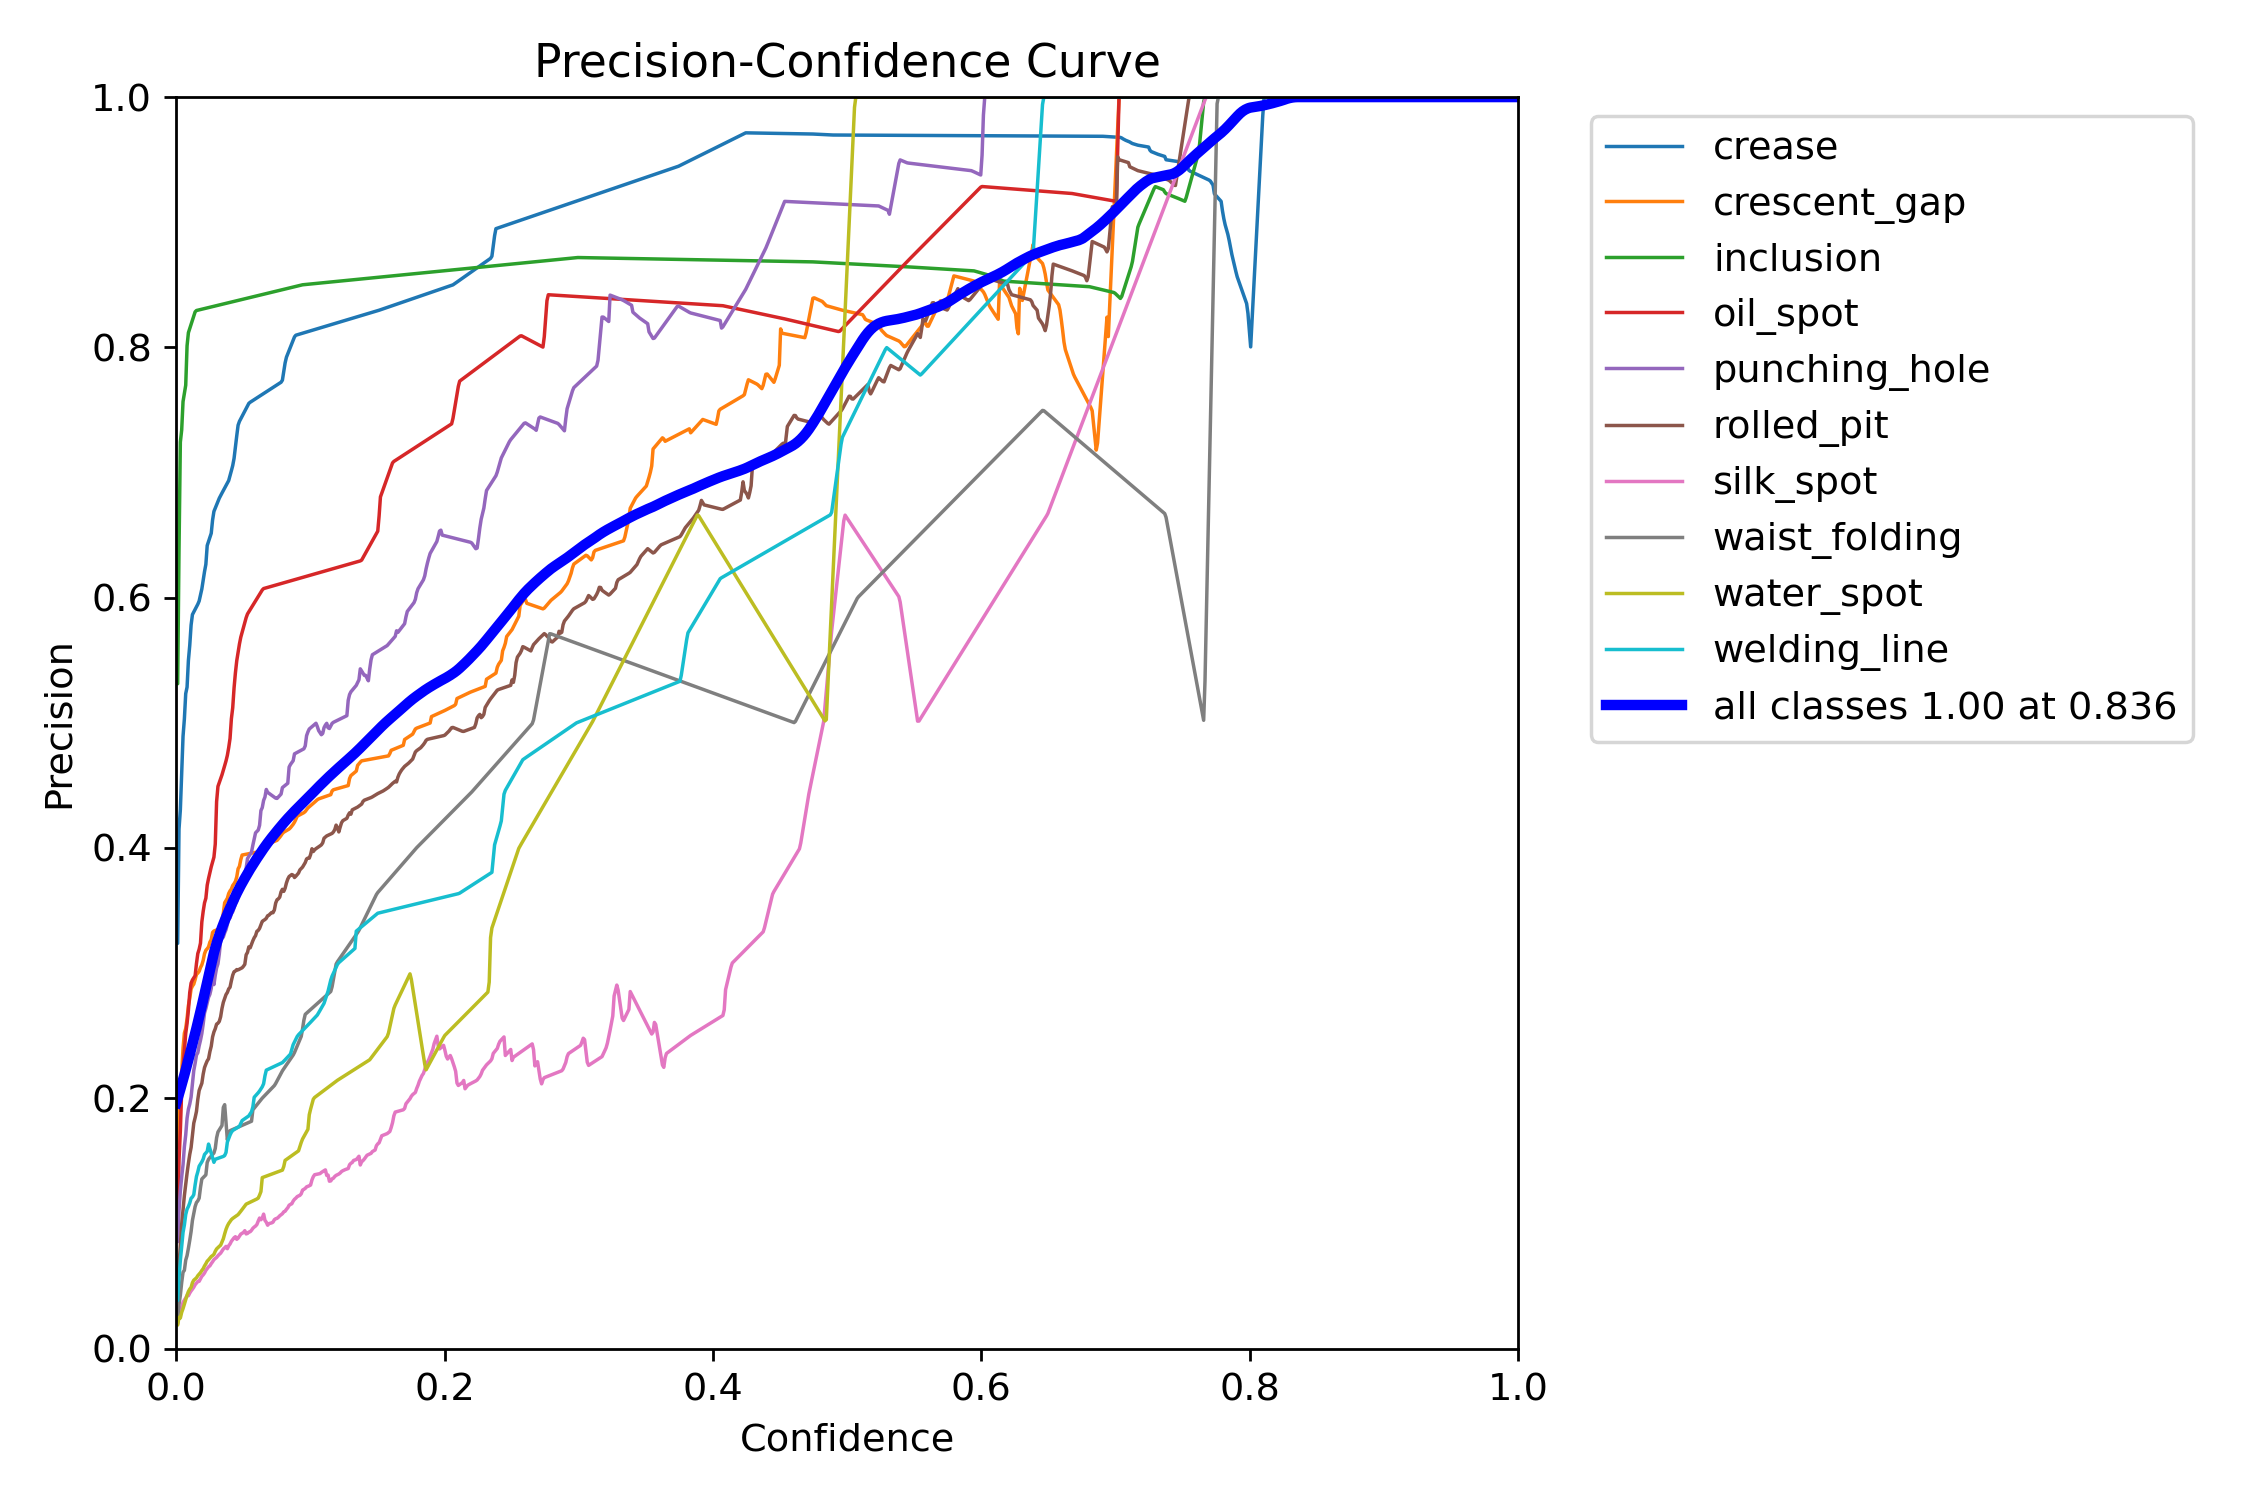 Precision-Confidence Curve
1.0
0.8
0.6
0.4
0.2
0.0
Precision
0.0 0.2 0.4 0.6 0.8 1.0
Confidence
crease
crescent_gap
inclusion
oil_spot
punching_hole
rolled_pit
silk_spot
waist_folding
water_spot
welding_line
all classes 1.00 at 0.836